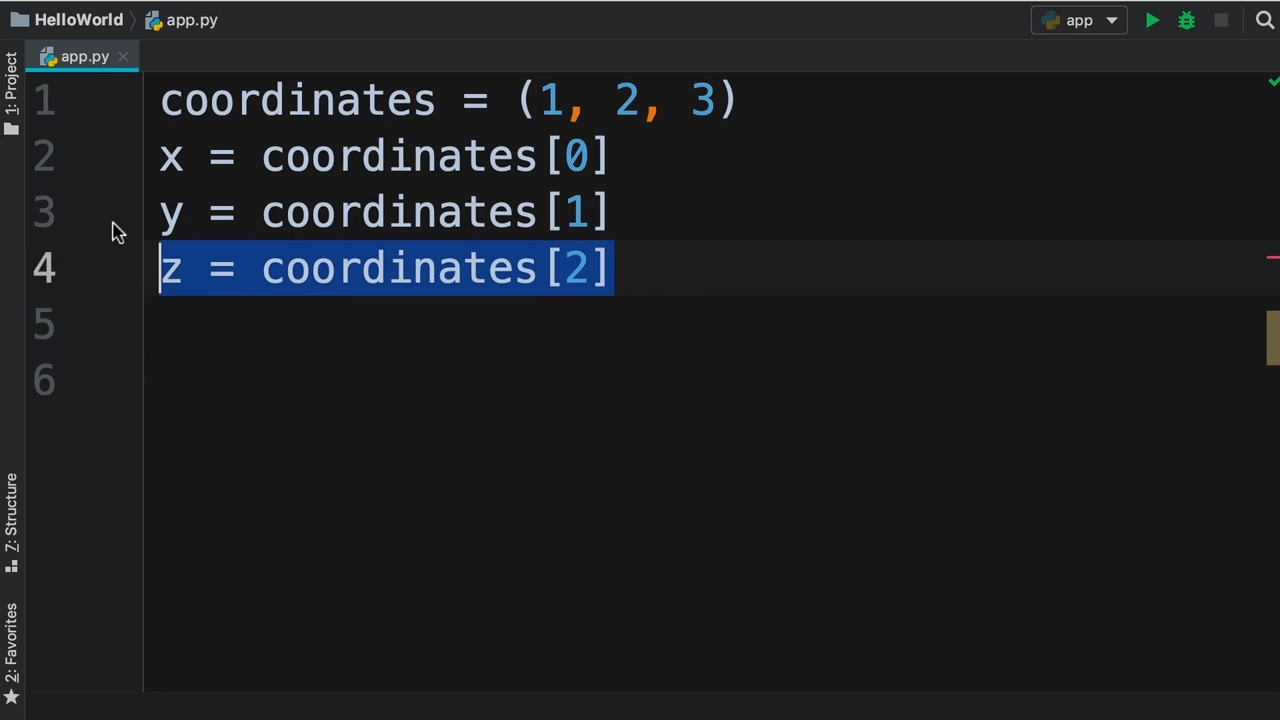 HelloWorld app.py
app
app.py
1: Project
1 coordinates = (1, 2, 3)
2 x = coordinates[0]
3 y = coordinates[1]
4 z = coordinates[2]
5
6
7: Structure
2: Favorites